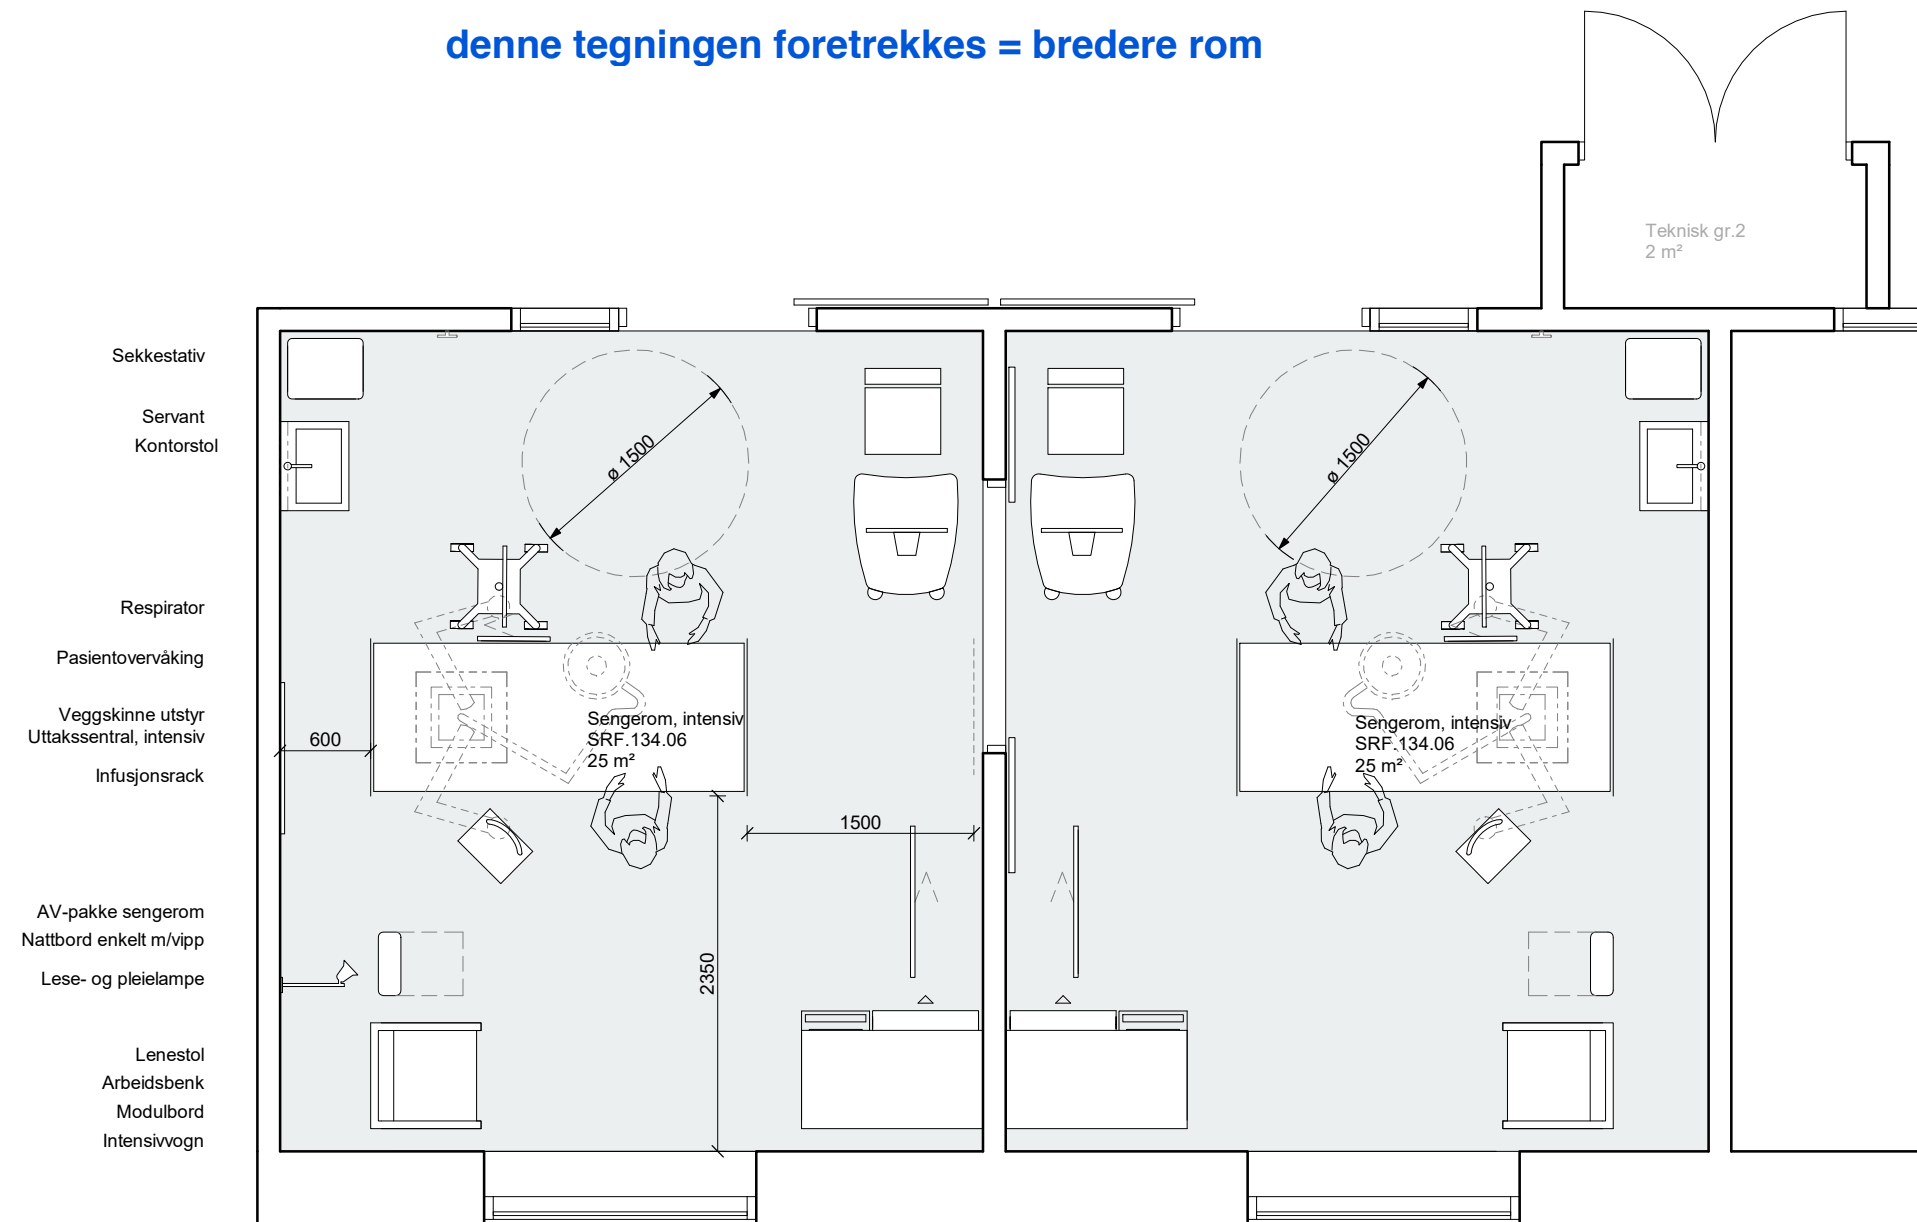 denne tegningen foretrekkes = bredere rom
Teknisk gr.2
2 m²
Sekkestativ
Servant
Kontorstol
Respirator
Pasientovervåking
Veggskinne utstyr
Uttakssentral, intensiv
Infusjonsrack
AV-pakke sengerom
Nattbord enkelt m/vipp
Lese- og pleielampe
Lenestol
Arbeidsbenk
Modulbord
Intensivvogn
ø 1500
600
Sengerom, intensiv
SRF.134.06
25 m²
1500
2350
ø 1500
Sengerom, intensiv
SRF.134.06
25 m²